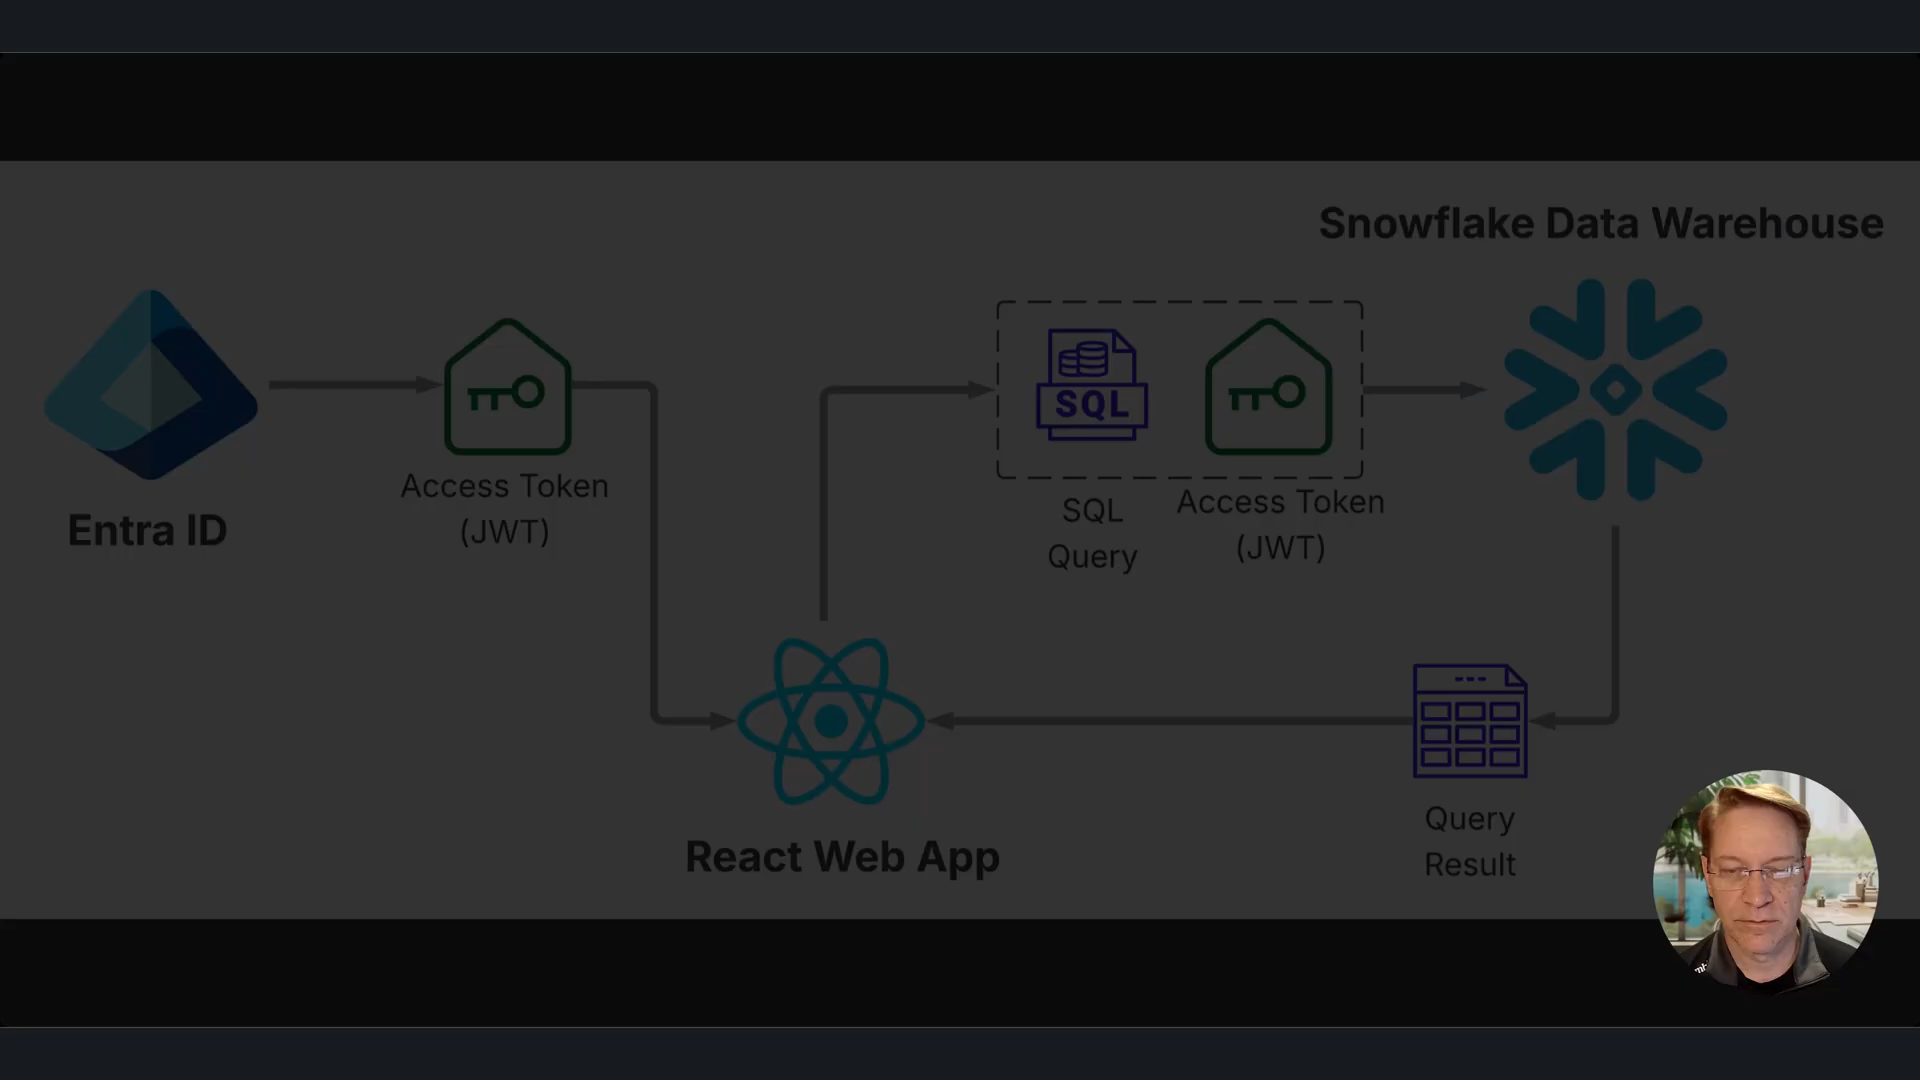 Snowflake Data Warehouse
SQL
Access Token
(JWT)
Entra ID
SQL
Query
Access Token
(JWT)
React Web App
Query
Result